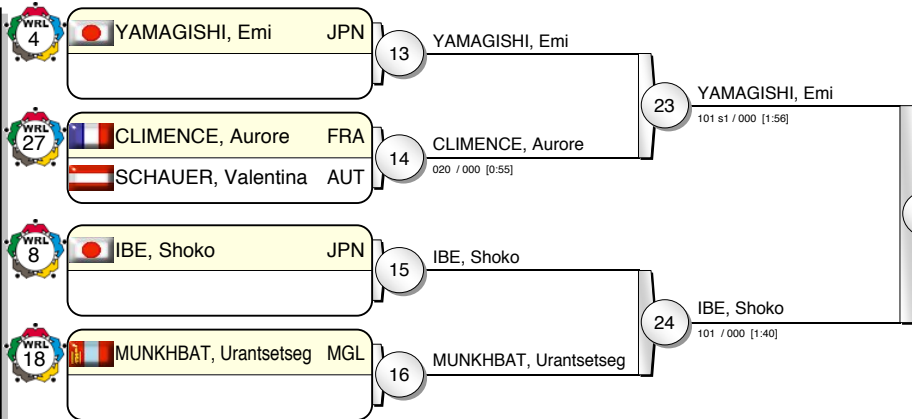 WRL 4 YAMAGISHI, Emi JPN
13 YAMAGISHI, Emi
23 YAMAGISHI, Emi
101 s1 / 000 [1:56]
WRL 27 CLIMENCE, Aurore FRA
14 CLIMENCE, Aurore
020 / 000 [0:55]
SCHAUER, Valentina AUT
WRL 8 IBE, Shoko JPN
15 IBE, Shoko
24 IBE, Shoko
101 / 000 [1:40]
WRL 18 MUNKHBAT, Urantsetseg MGL
16 MUNKHBAT, Urantsetseg